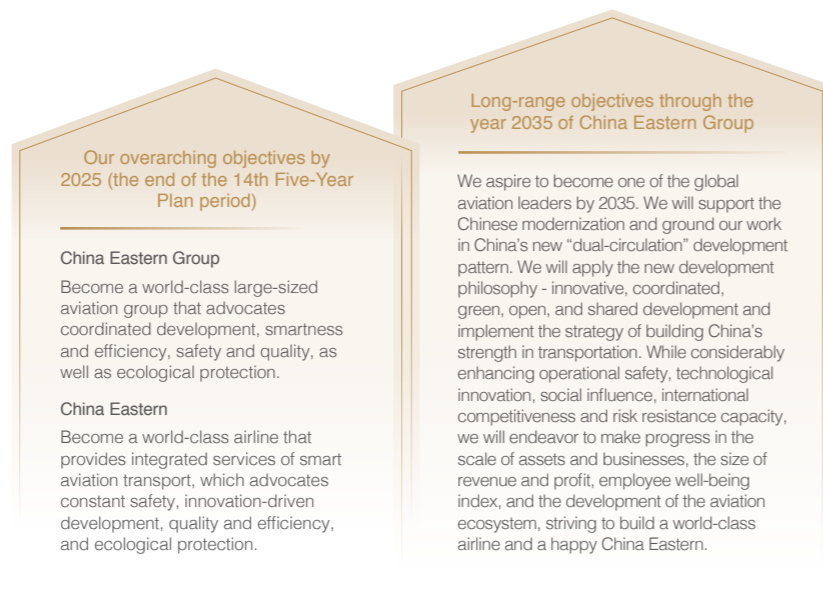 Our overarching objectives by
2025 (the end of the 14th Five-Year
Plan period)
China Eastern Group
Become a world-class large-sized
aviation group that advocates
coordinated development, smartness
and efficiency, safety and quality, as
well as ecological protection.
China Eastern
Become a world-class airline that
provides integrated services of smart
aviation transport, which advocates
constant safety, innovation-driven
development, quality and efficiency,
and ecological protection.
Long-range objectives through the
year 2035 of China Eastern Group
We aspire to become one of the global
aviation leaders by 2035. We will support the
Chinese modernization and ground our work
in China’s new “dual-circulation” development
pattern. We will apply the new development
philosophy - innovative, coordinated,
green, open, and shared development and
implement the strategy of building China’s
strength in transportation. While considerably
enhancing operational safety, technological
innovation, social influence, international
competitiveness and risk resistance capacity,
we will endeavor to make progress in the
scale of assets and businesses, the size of
revenue and profit, employee well-being
index, and the development of the aviation
ecosystem, striving to build a world-class
airline and a happy China Eastern.